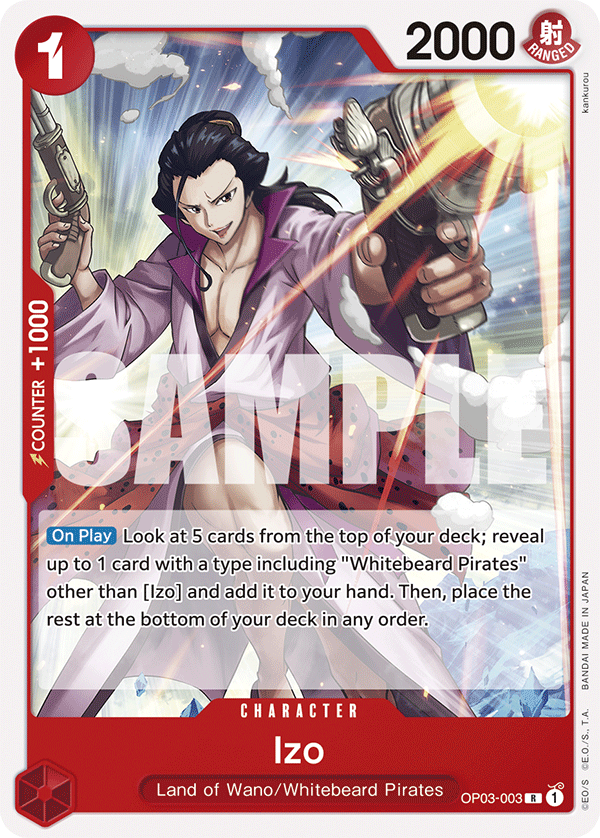 1
2000
射
RANGED
kankurou
COUNTER +1000
SAMPLE
On Play Look at 5 cards from the top of your deck; reveal
up to 1 card with a type including "Whitebeard Pirates"
other than [Izo] and add it to your hand. Then, place the
rest at the bottom of your deck in any order.
CHARACTER
Izo
Land of Wano/Whitebeard Pirates
OP03-003 R 1
©EO/S ©E.O./S., T.A. BANDAI MADE IN JAPAN